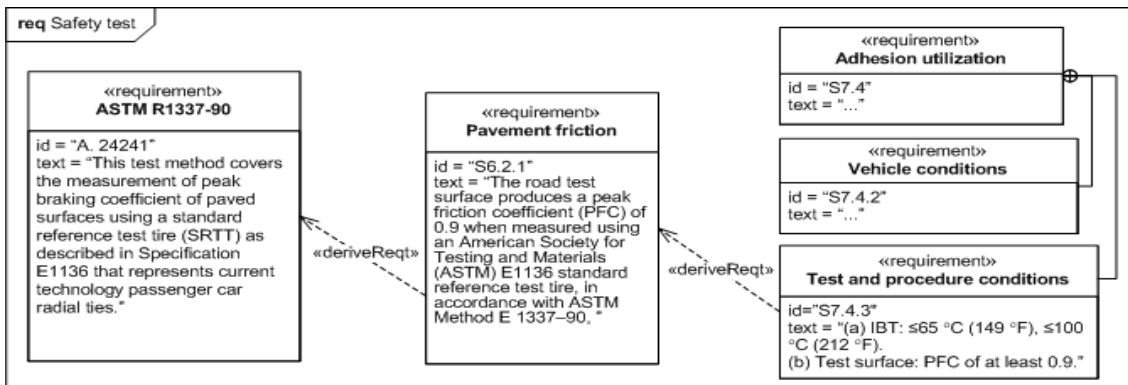 req Safety test
«requirement»
ASTM R1337-90
id = “A. 24241”
text = “This test method covers
the measurement of peak
braking coefficient of paved
surfaces using a standard
reference test tire (SRTT) as
described in Specification
E1136 that represents current
technology passenger car
radial ties.”
«deriveReqt»
«requirement»
Pavement friction
id = “S6.2.1”
text = “The road test
surface produces a peak
friction coefficient (PFC) of
0.9 when measured using
an American Society for
Testing and Materials
(ASTM) E1136 standard
reference test tire, in
accordance with ASTM
Method E 1337–90, ”
«deriveReqt»
«requirement»
Adhesion utilization
id = “S7.4”
text = “...”
«requirement»
Vehicle conditions
id = “S7.4.2”
text = “...”
«requirement»
Test and procedure conditions
id=”S7.4.3”
text = “(a) IBT: ≤65 °C (149 °F), ≤100
°C (212 °F).
(b) Test surface: PFC of at least 0.9.”